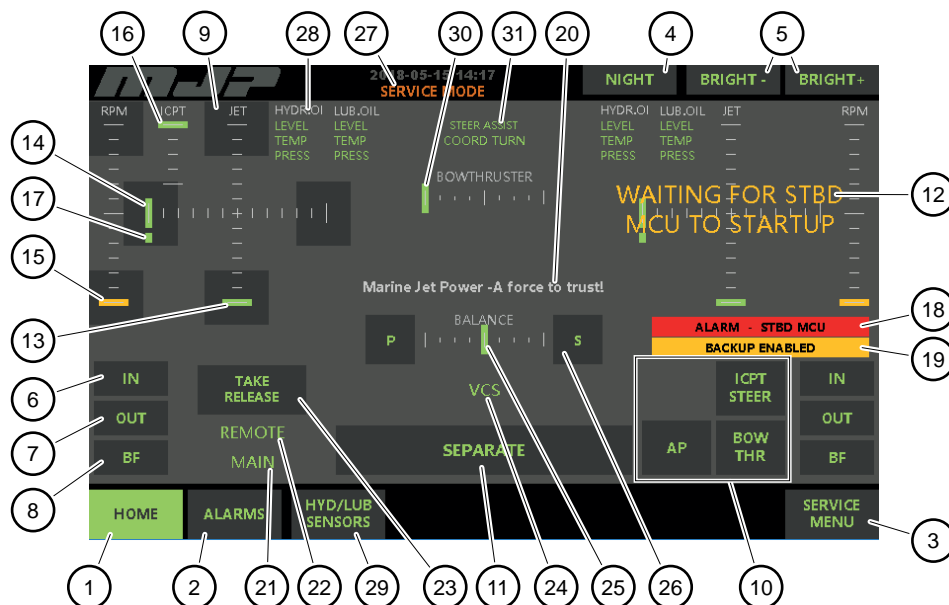 16 9 28 27 30 31 20 4 5
MJP
2018-05-15 14:17
SERVICE MODE
NIGHT
BRIGHT -
BRIGHT+
RPM ICPT JET HYDR.OI LUB.OIL
LEVEL LEVEL
TEMP TEMP
PRESS PRESS
STEER ASSIST
COORD TURN
HYDR.OI LUB.OIL JET RPM
LEVEL LEVEL
TEMP TEMP
PRESS PRESS
14
17
15
13
BOWTHRUSTER
WAITING FOR STBD
MCU TO STARTUP
12
Marine Jet Power -A force to trust!
BALANCE
P
S
ALARM - STBD MCU
BACKUP ENABLED
18
19
6
7
8
IN
OUT
BF
TAKE
RELEASE
REMOTE
MAIN
VCS
SEPARATE
ICPT
STEER
AP
BOW
THR
IN
OUT
BF
HOME
ALARMS
HYD/LUB
SENSORS
SERVICE
MENU
3
1 2 21 22 29 23 11 24 25 26 10